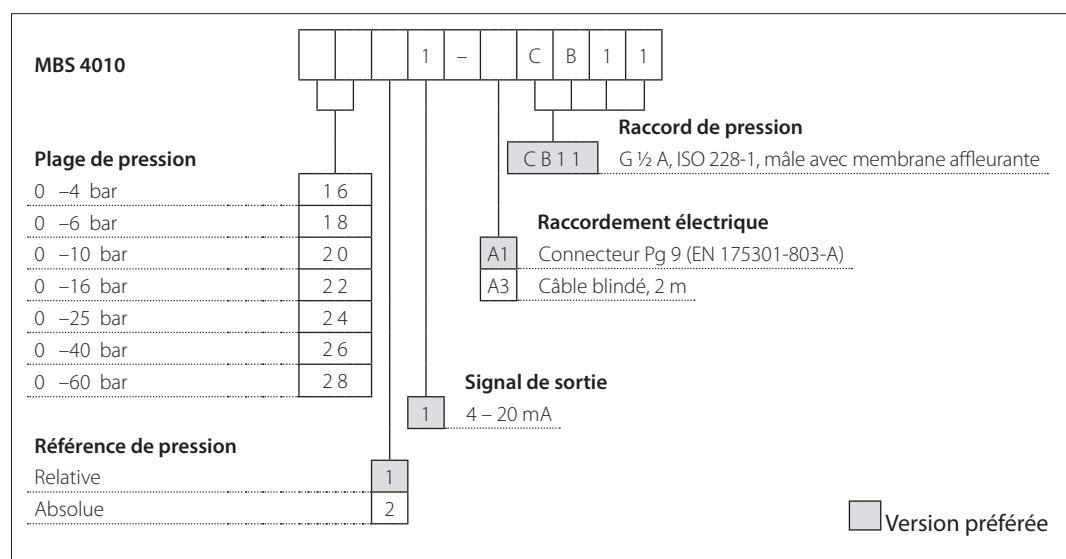 MBS 4010
1 – C B 1 1
Raccord de pression
C B 1 1 G ½ A, ISO 228-1, mâle avec membrane affleurante
Plage de pression
0 –4 bar 1 6
0 –6 bar 1 8
0 –10 bar 2 0
0 –16 bar 2 2
0 –25 bar 2 4
0 –40 bar 2 6
0 –60 bar 2 8
Raccordement électrique
A1 Connecteur Pg 9 (EN 175301-803-A)
A3 Câble blindé, 2 m
Signal de sortie
1 4 – 20 mA
Référence de pression
Relative 1
Absolue 2
Version préférée